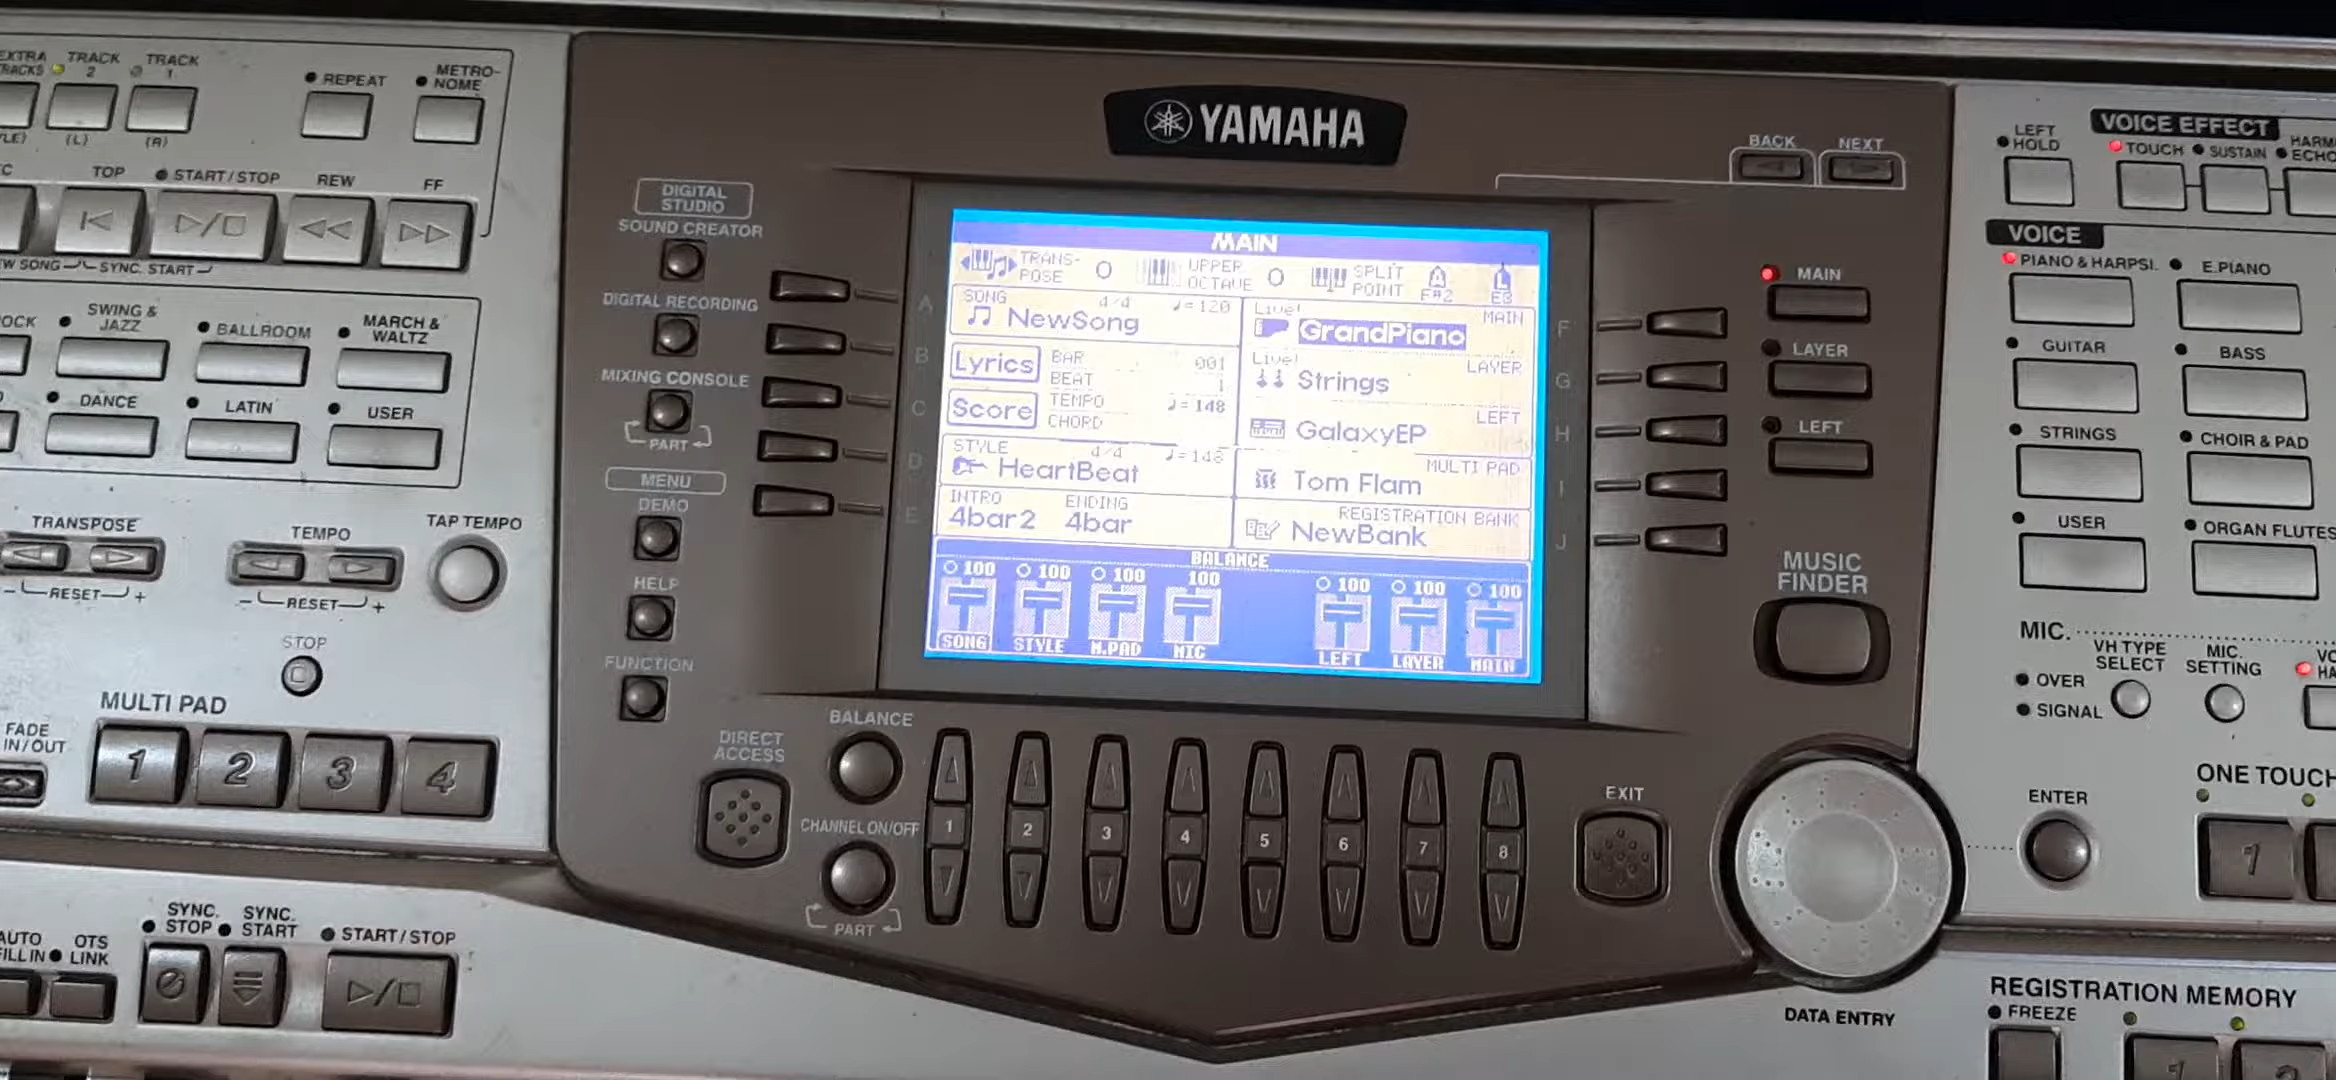 EXTRA TRACKS
TRACK 2
TRACK 1
REPEAT
METRO-
NOME
(L)
(R)
TOP
START/STOP
REW
FF
SYNC. START
SWING &
JAZZ
BALLROOM
MARCH &
WALTZ
DANCE
LATIN
USER
TRANSPOSE
- RESET +
TEMPO
- RESET +
TAP TEMPO
STOP
MULTI PAD
1 2 3 4
FADE
IN/OUT
SYNC.
STOP
SYNC.
START
START/STOP
OTS
LINK
YAMAHA
BACK
NEXT
DIGITAL
STUDIO
SOUND CREATOR
DIGITAL RECORDING
MIXING CONSOLE
PART
MENU
DEMO
HELP
FUNCTION
DIRECT
ACCESS
BALANCE
CHANNEL ON/OFF
PART
A
B
C
D
E
MAIN
TRANS-
POSE 0
UPPER
OCTAVE 0
SPLIT
POINT
A
F#2
L
E3
SONG 4/4 ♩=120
NewSong
Lyrics
BAR 001
BEAT 1
Score
TEMPO ♩=148
CHORD
STYLE 4/4 ♩=148
HeartBeat
INTRO ENDING
4bar2 4bar
Live! MAIN
GrandPiano
Live! LAYER
Strings
LEFT
GalaxyEP
MULTI PAD
Tom Flam
REGISTRATION BANK
NewBank
BALANCE
100 100 100 100 100 100 100
SONG STYLE M.PAD MIC LEFT LAYER MAIN
F
G
H
I
J
1 2 3 4 5 6 7 8
EXIT
MAIN
LAYER
LEFT
MUSIC
FINDER
DATA ENTRY
LEFT
HOLD
VOICE EFFECT
TOUCH
SUSTAIN
VOICE
PIANO & HARPSI.
E.PIANO
GUITAR
BASS
STRINGS
CHOIR & PAD
USER
ORGAN FLUTES
MIC.
OVER
SIGNAL
VH TYPE
SELECT
MIC.
SETTING
ENTER
ONE TOUCH
1
REGISTRATION MEMORY
FREEZE
1 2